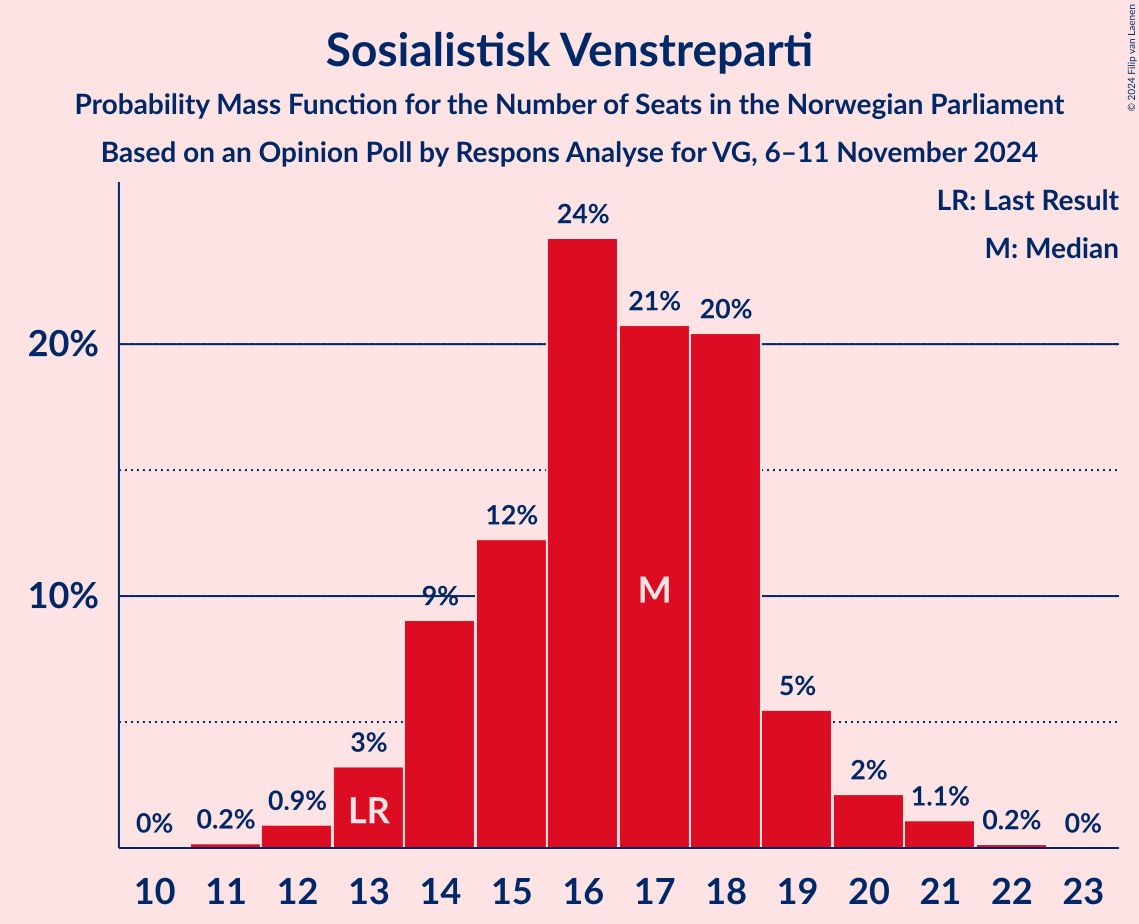 Sosialistisk Venstreparti
Probability Mass Function for the Number of Seats in the Norwegian Parliament
Based on an Opinion Poll by Respons Analyse for VG, 6–11 November 2024
© 2024 Filip van Laenen
LR: Last Result
M: Median
20%
10%
0%
0.2%
0.9%
3%
9%
12%
24%
21%
20%
5%
2%
1.1%
0.2%
0%
LR
M
10 11 12 13 14 15 16 17 18 19 20 21 22 23